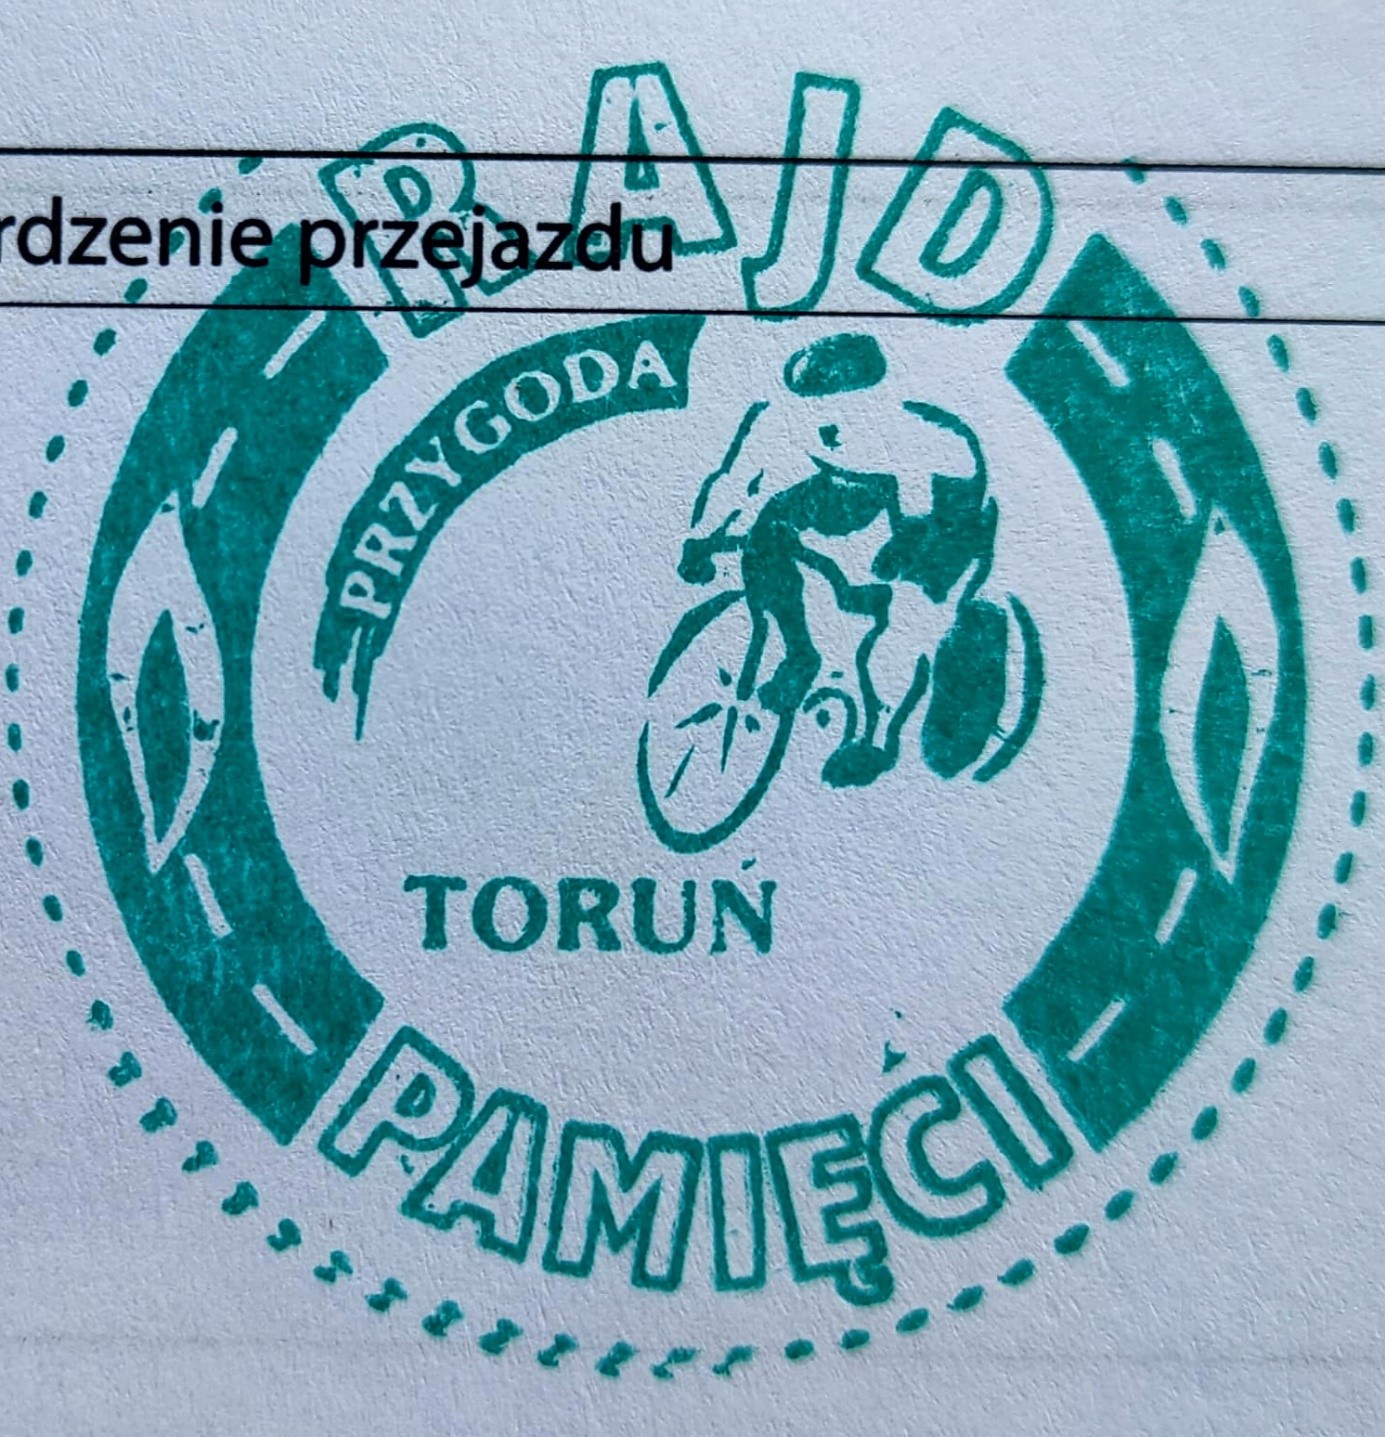 RAJD
rdzenie przejazdu
PRZYGODA
TORUŃ
PAMIĘCI